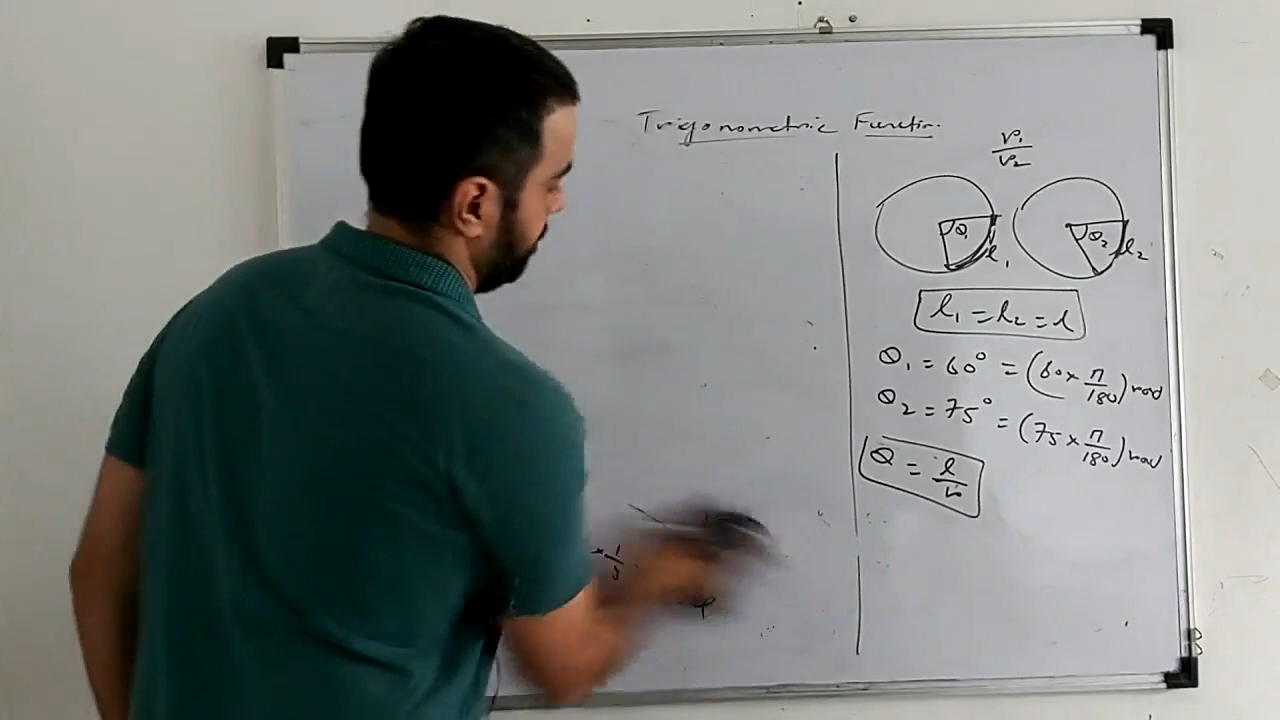 Trigonometric Function
r₁/r₂
θ₁ l₁ θ₂ l₂
l₁ = l₂ = l
θ₁ = 60° = (60 × π/180) rad
θ₂ = 75° = (75 × π/180) rad
θ = l/r